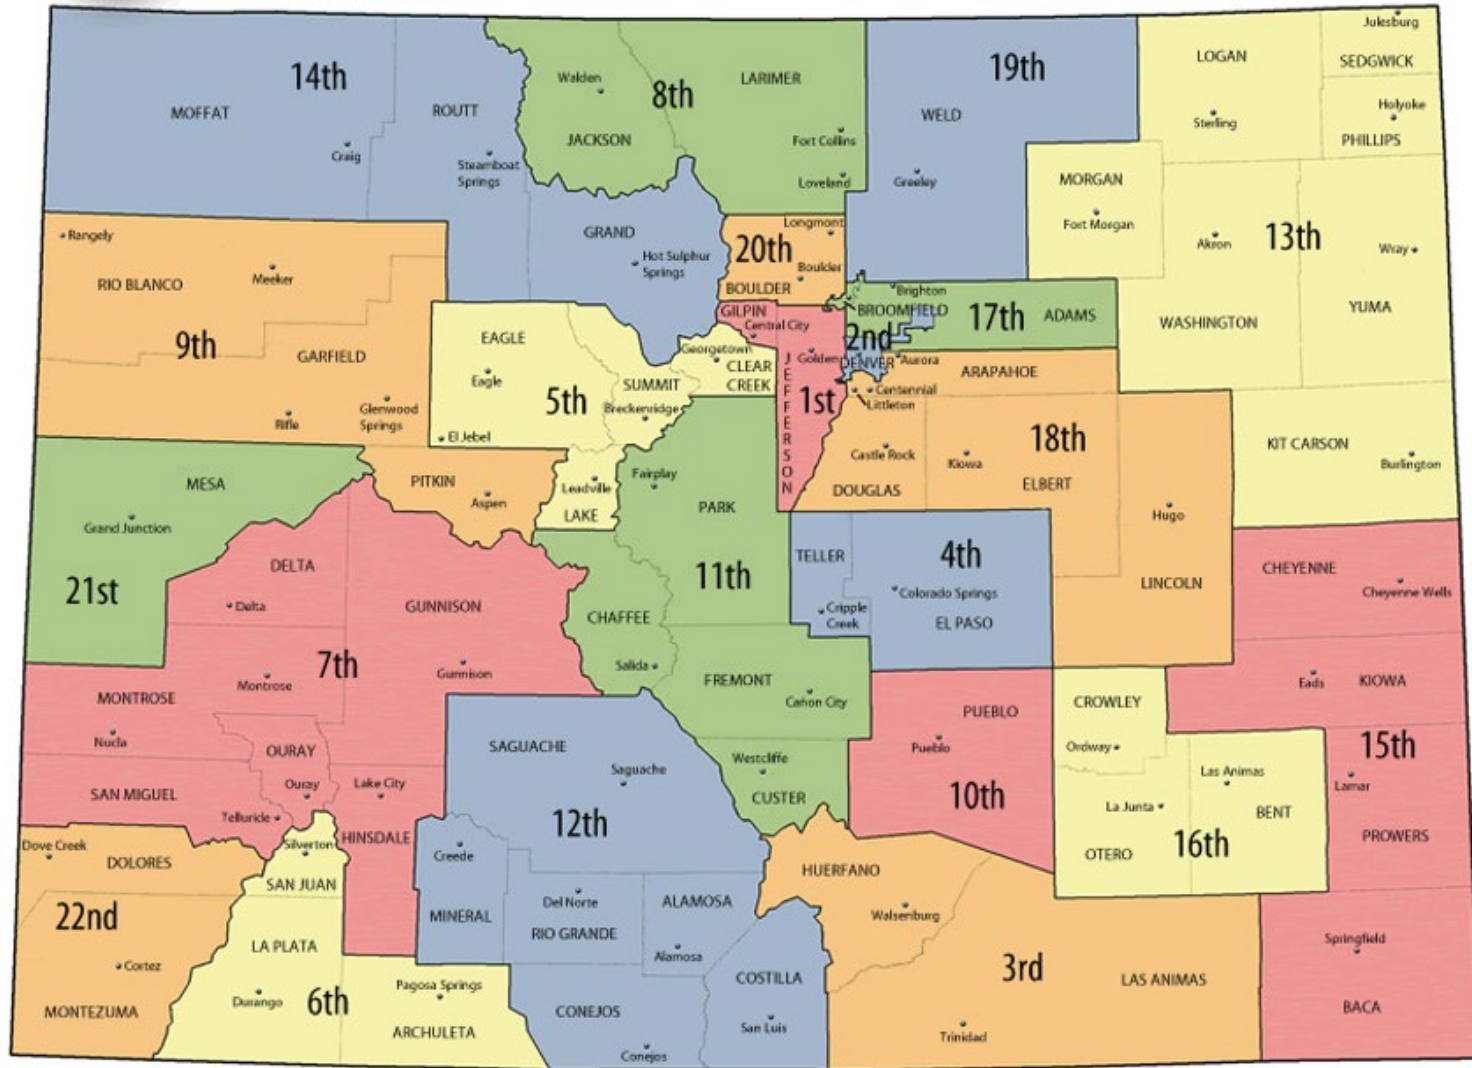 Julesburg
LOGAN
SEDGWICK
14th
19th
Walden
LARIMER
8th
MOFFAT
ROUTT
WELD
Holyoke
Sterling
PHILLIPS
JACKSON
Fort Collins
Craig
Steamboat
Springs
Loveland
Greeley
MORGAN
Fort Morgan
Rangely
GRAND
Longmont
20th
Hot Sulphur
Springs
Boulder
BOULDER
Akron
13th
Wray
RIO BLANCO
Meeker
Brighton
BROOMFIELD
17th
ADAMS
WASHINGTON
YUMA
GILPIN
Central City
2nd
9th
GARFIELD
EAGLE
Georgetown
CLEAR
CREEK
Golden
DENVER
Aurora
ARAPAHOE
Eagle
5th
SUMMIT
Breckenridge
JEFFERSON
1st
Centennial
Littleton
Rifle
Glenwood
Springs
El Jebel
18th
KIT CARSON
Burlington
Castle Rock
Kiowa
MESA
PITKIN
Aspen
Leadville
LAKE
Fairplay
PARK
DOUGLAS
ELBERT
Grand Junction
Hugo
21st
DELTA
Delta
GUNNISON
11th
TELLER
4th
Colorado Springs
LINCOLN
CHEYENNE
Cheyenne Wells
CHAFFEE
Cripple
Creek
EL PASO
7th
Montrose
Gunnison
Salida
FREMONT
Cañon City
Eads
KIOWA
MONTROSE
Nucla
OURAY
SAGUACHE
Saguache
PUEBLO
Pueblo
CROWLEY
Ordway
15th
Westcliffe
CUSTER
Las Animas
Lamar
SAN MIGUEL
Ouray
Lake City
10th
La Junta
BENT
Telluride
12th
OTERO
16th
PROWERS
Dove Creek
DOLORES
Silverton
HINSDALE
Creede
SAN JUAN
HUERFANO
Walsenburg
22nd
MINERAL
Del Norte
RIO GRANDE
ALAMOSA
Alamosa
LA PLATA
Springfield
Cortez
3rd
LAS ANIMAS
COSTILLA
Durango
6th
Pagosa Springs
MONTEZUMA
ARCHULETA
CONEJOS
San Luis
BACA
Conejos
Trinidad